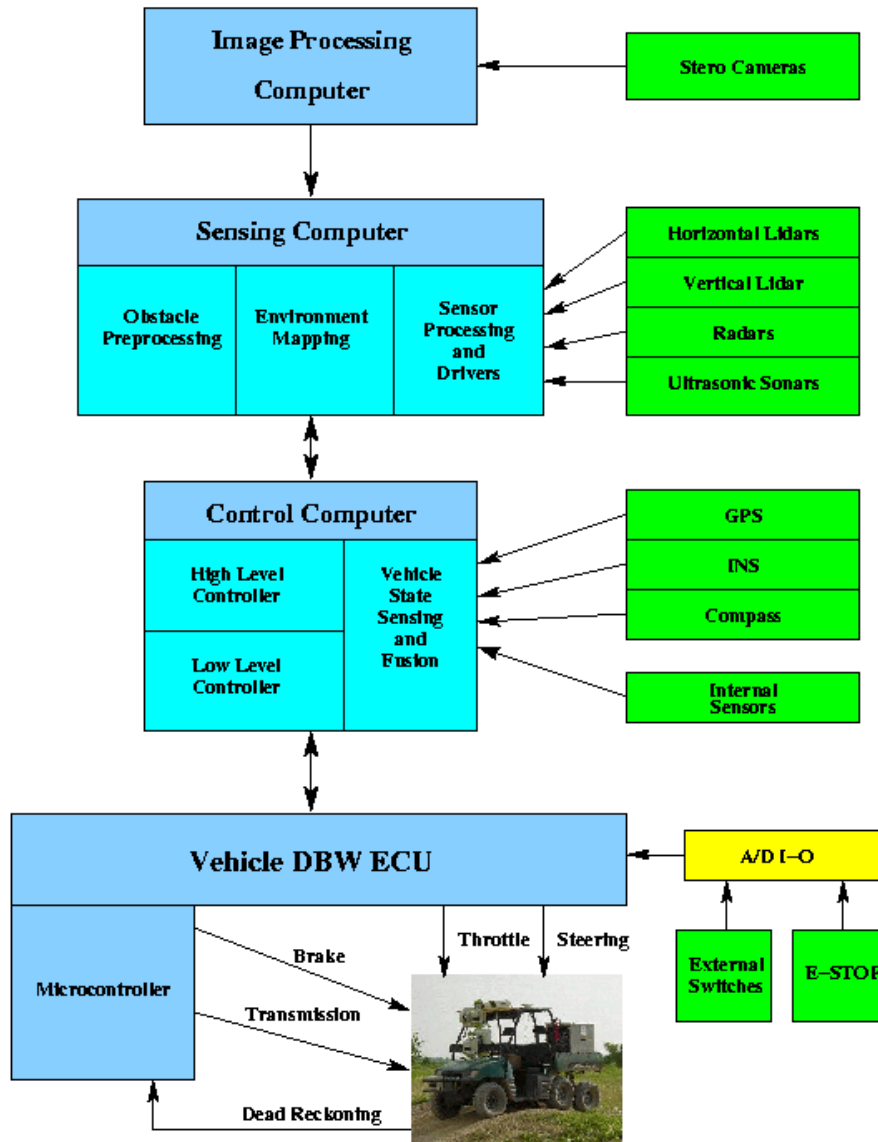 Image Processing
Computer
Stero Cameras
Sensing Computer
Obstacle
Preprocessing
Environment
Mapping
Sensor
Processing
and
Drivers
Horizontal Lidars
Vertical Lidar
Radars
Ultrasonic Sonars
Control Computer
High Level
Controller
Low Level
Controller
Vehicle
State
Sensing
and
Fusion
GPS
INS
Compass
Internal
Sensors
Vehicle DBW ECU
A/D I-O
Microcontroller
Brake
Transmission
Dead Reckoning
Throttle
Steering
External
Switches
E-STOP